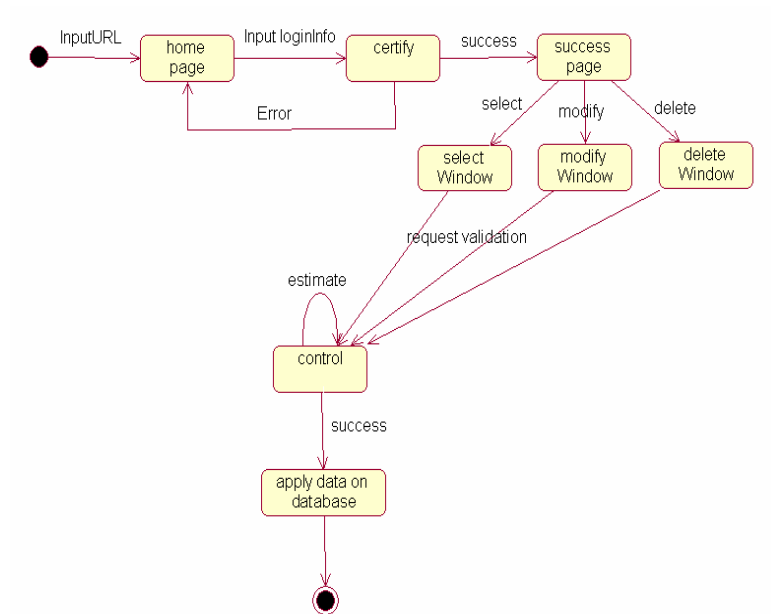 InputURL
home
page
Input loginInfo
certify
success
success
page
Error
select
modify
delete
select
Window
modify
Window
delete
Window
request validation
estimate
control
success
apply data on
database